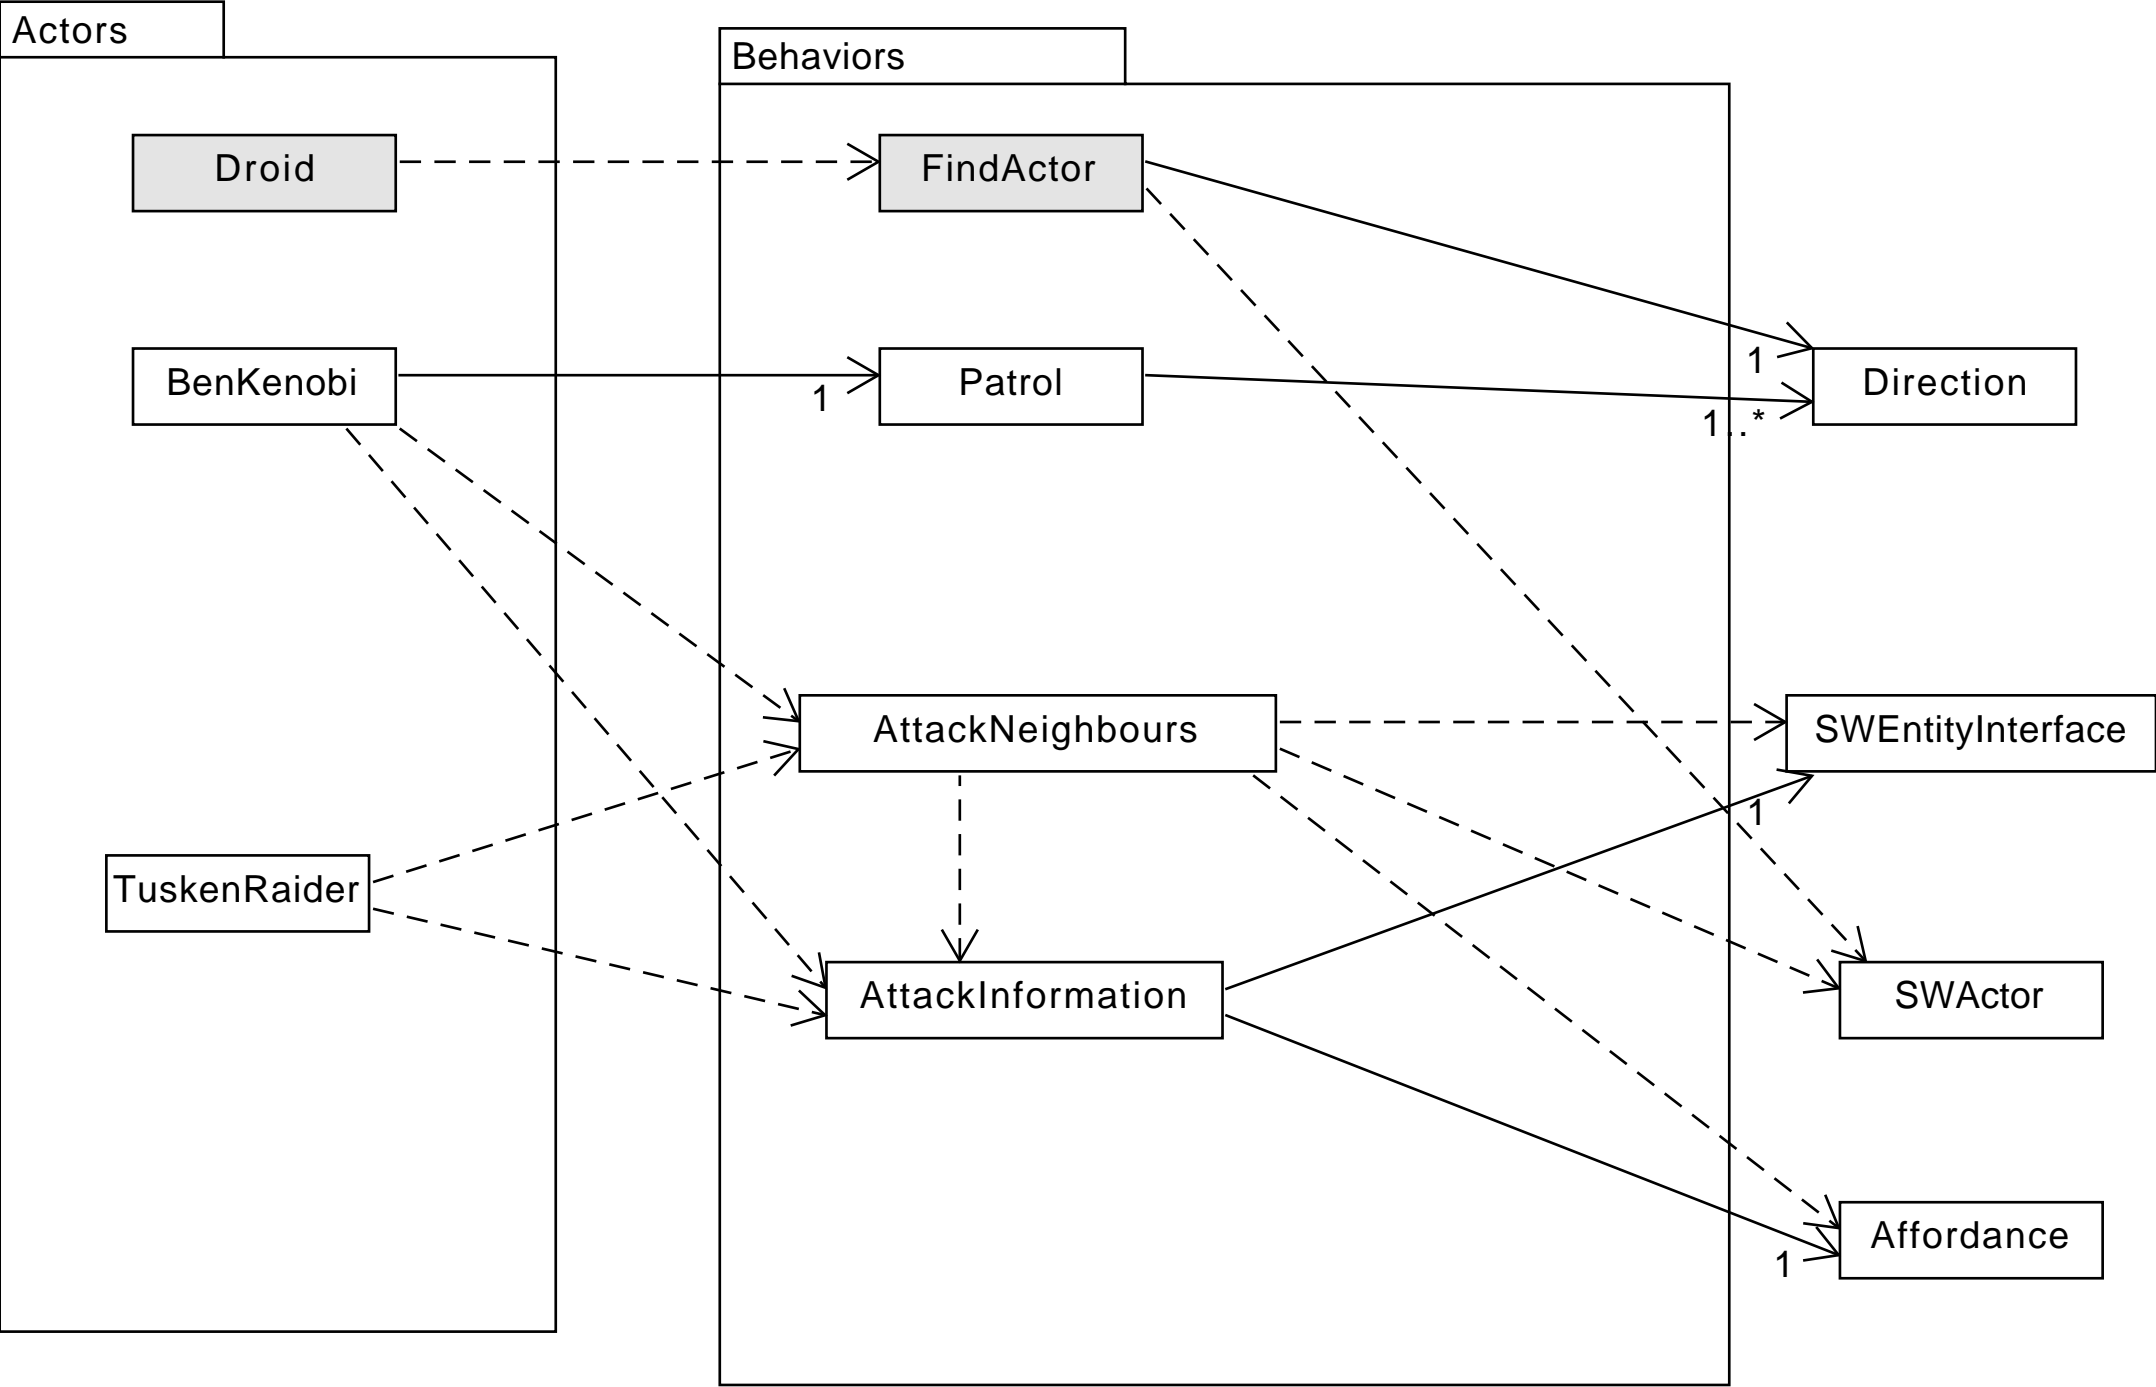 Actors
Behaviors
Droid
FindActor
BenKenobi
1
Patrol
1
1..*
Direction
AttackNeighbours
SWEntityInterface
1
TuskenRaider
AttackInformation
SWActor
Affordance
1